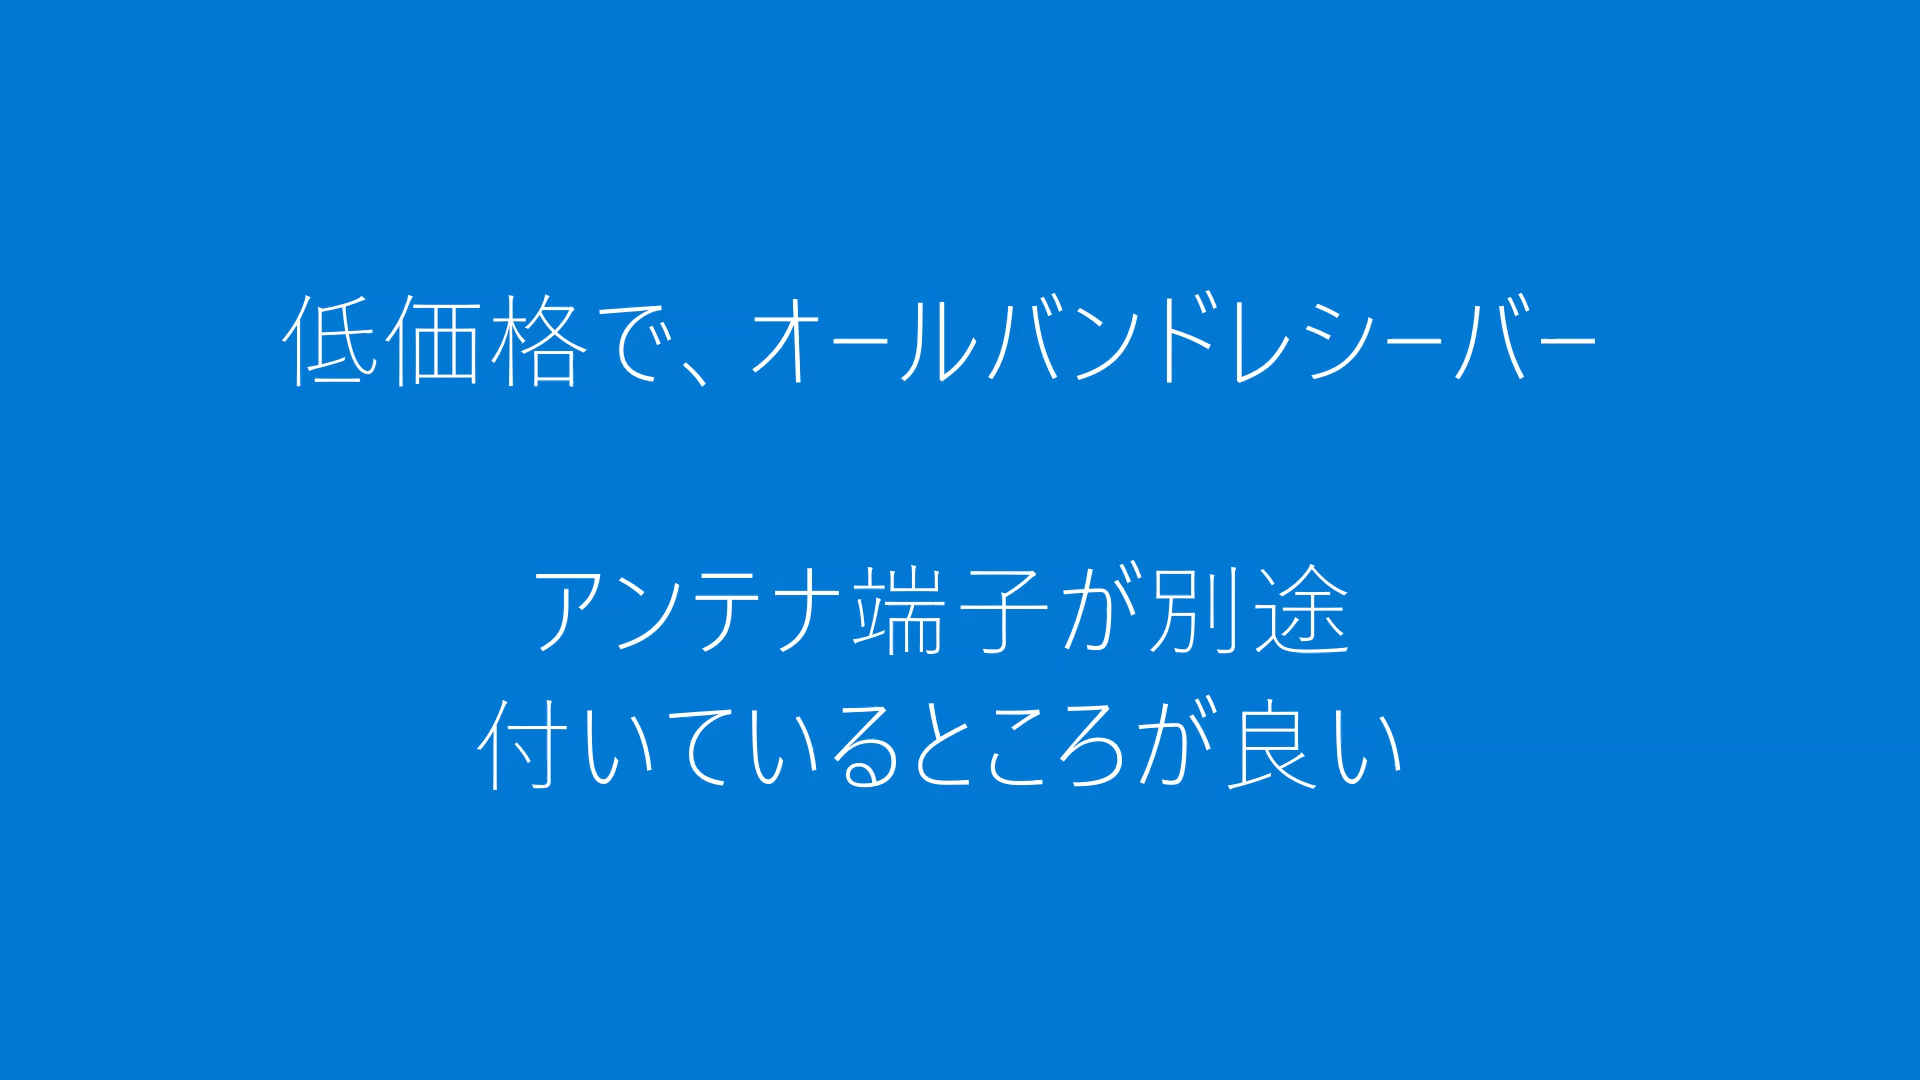 低価格で、オールバンドレシーバー
アンテナ端子が別途
付いているところが良い